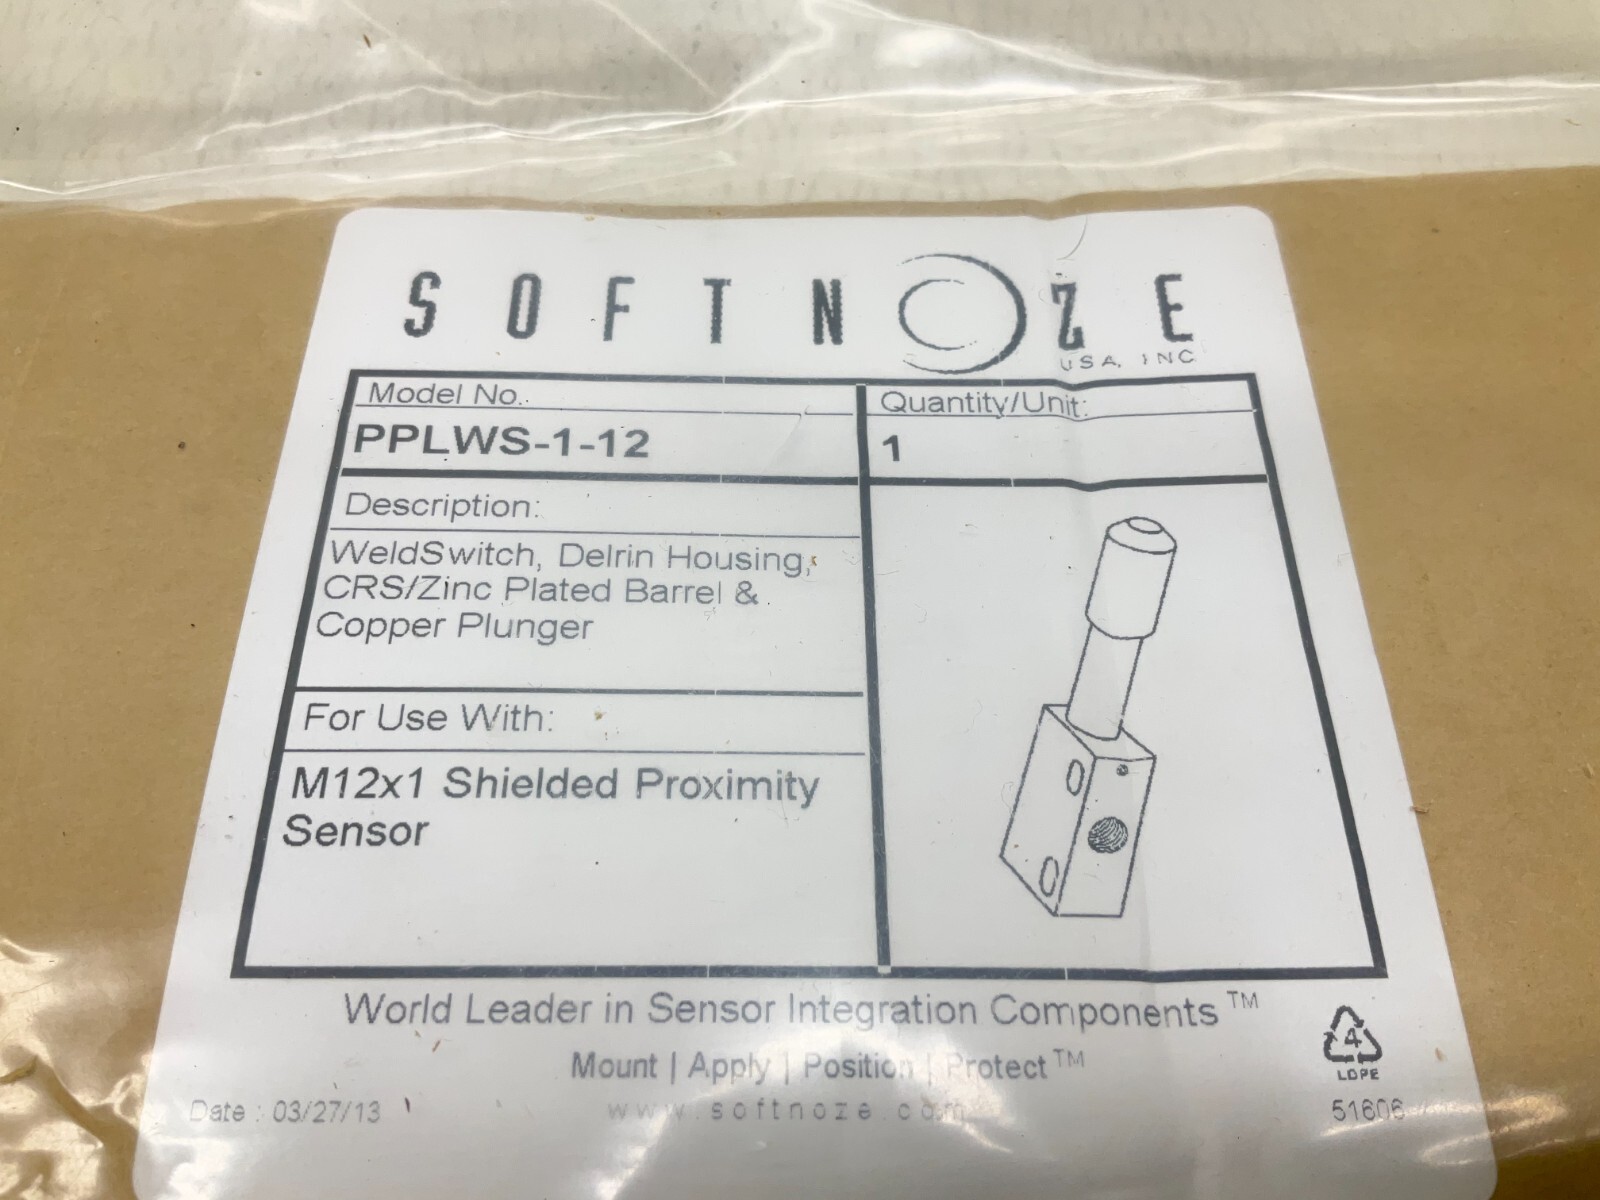 SOFTNOZE
USA, INC
Model No.
Quantity/Unit:
PPLWS-1-12
1
Description:
WeldSwitch, Delrin Housing,
CRS/Zinc Plated Barrel &
Copper Plunger
For Use With:
M12x1 Shielded Proximity
Sensor
World Leader in Sensor Integration Components™
Mount | Apply | Position | Protect™
4
LDPE
Date : 03/27/13
www.softnoze.com
51606